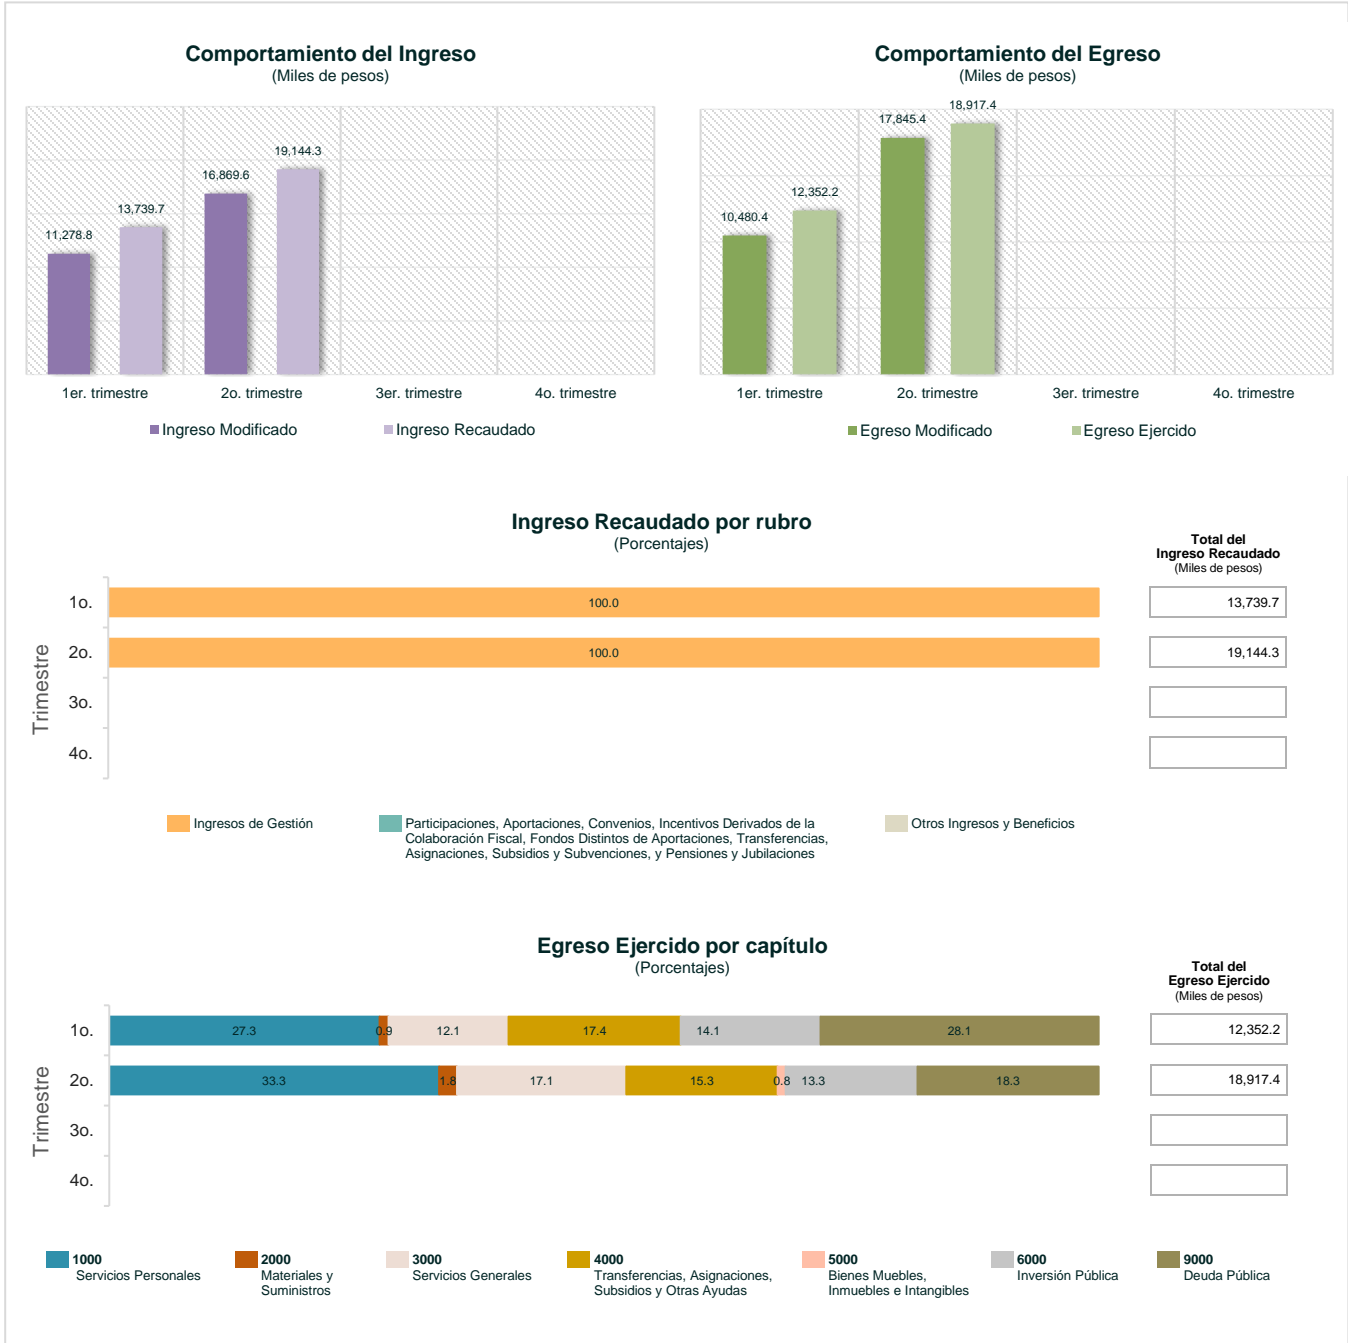 Comportamiento del Ingreso
(Miles de pesos)
11,278.8
13,739.7
16,869.6
19,144.3
1er. trimestre
2o. trimestre
3er. trimestre
4o. trimestre
Ingreso Modificado
Ingreso Recaudado
Comportamiento del Egreso
(Miles de pesos)
10,480.4
12,352.2
17,845.4
18,917.4
1er. trimestre
2o. trimestre
3er. trimestre
4o. trimestre
Egreso Modificado
Egreso Ejercido
Ingreso Recaudado por rubro
(Porcentajes)
Total del
Ingreso Recaudado
(Miles de pesos)
Trimestre
1o.
100.0
13,739.7
2o.
100.0
19,144.3
3o.
4o.
Ingresos de Gestión
Participaciones, Aportaciones, Convenios, Incentivos Derivados de la
Colaboración Fiscal, Fondos Distintos de Aportaciones, Transferencias,
Asignaciones, Subsidios y Subvenciones, y Pensiones y Jubilaciones
Otros Ingresos y Beneficios
Egreso Ejercido por capítulo
(Porcentajes)
Total del
Egreso Ejercido
(Miles de pesos)
Trimestre
1o.
27.3
0.9
12.1
17.4
14.1
28.1
12,352.2
2o.
33.3
1.8
17.1
15.3
0.8
13.3
18.3
18,917.4
3o.
4o.
1000
Servicios Personales
2000
Materiales y
Suministros
3000
Servicios Generales
4000
Transferencias, Asignaciones,
Subsidios y Otras Ayudas
5000
Bienes Muebles,
Inmuebles e Intangibles
6000
Inversión Pública
9000
Deuda Pública